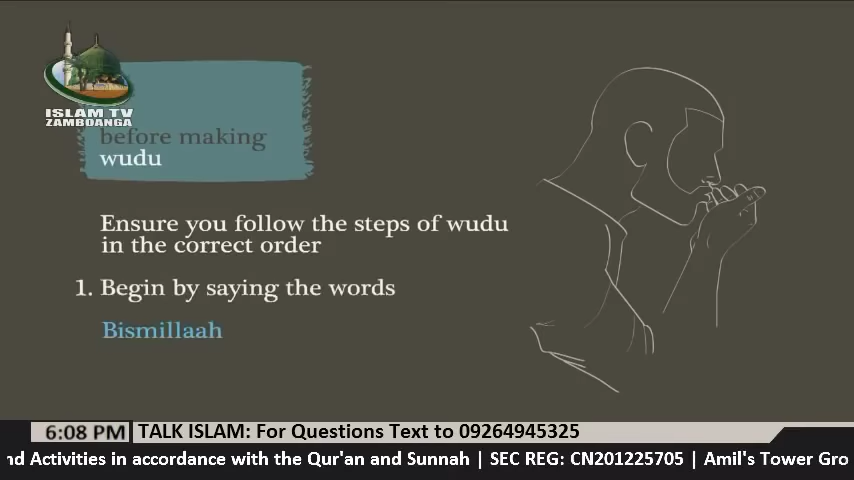 ISLAM TV
ZAMBOANGA
before making
wudu
Ensure you follow the steps of wudu
in the correct order
1. Begin by saying the words
Bismillaah
6:08 PM TALK ISLAM: For Questions Text to 09264945325
nd Activities in accordance with the Qur'an and Sunnah | SEC REG: CN201225705 | Amil's Tower Gro